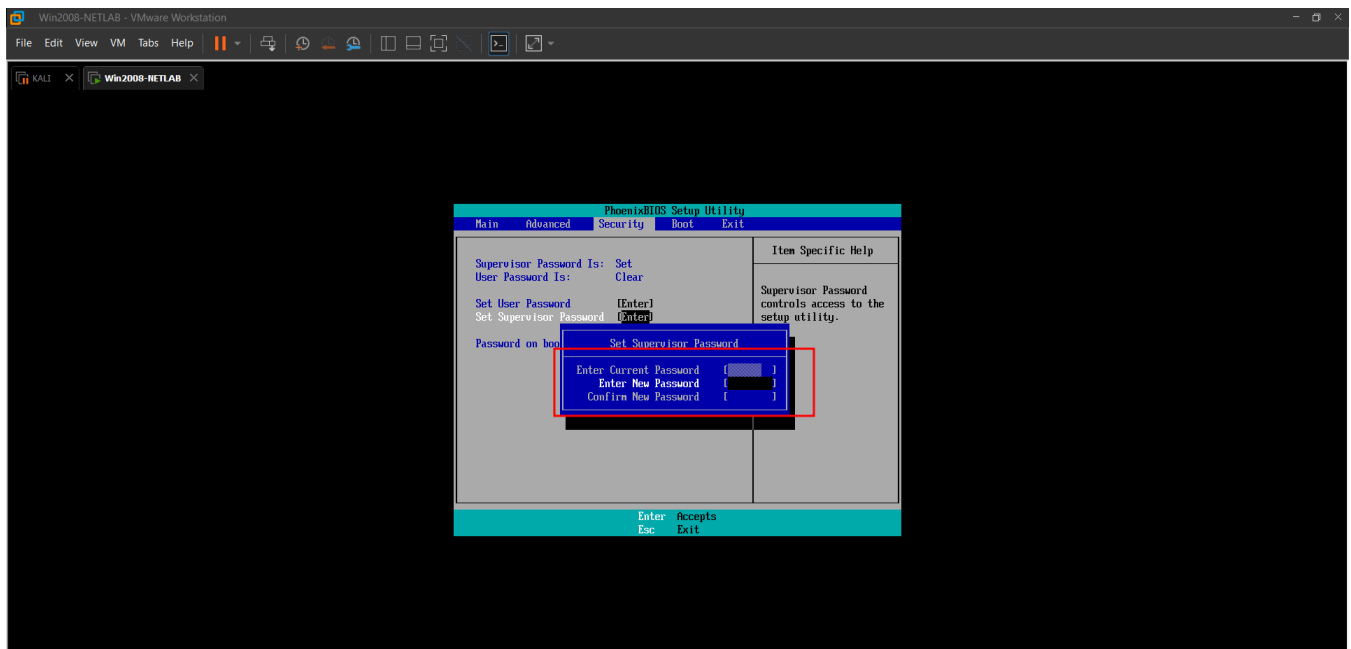 Win2008-NETLAB - VMware Workstation
File Edit View VM Tabs Help
KALI Win2008-NETLAB
PhoenixBIOS Setup Utility
Main Advanced Security Boot Exit
Item Specific Help
Supervisor Password Is: Set
User Password Is: Clear
Supervisor Password
controls access to the
setup utility.
Set User Password [Enter]
Set Supervisor Password [Enter]
Password on boo
Set Supervisor Password
Enter Current Password [ ]
Enter New Password [ ]
Confirm New Password [ ]
Enter Accepts
Esc Exit